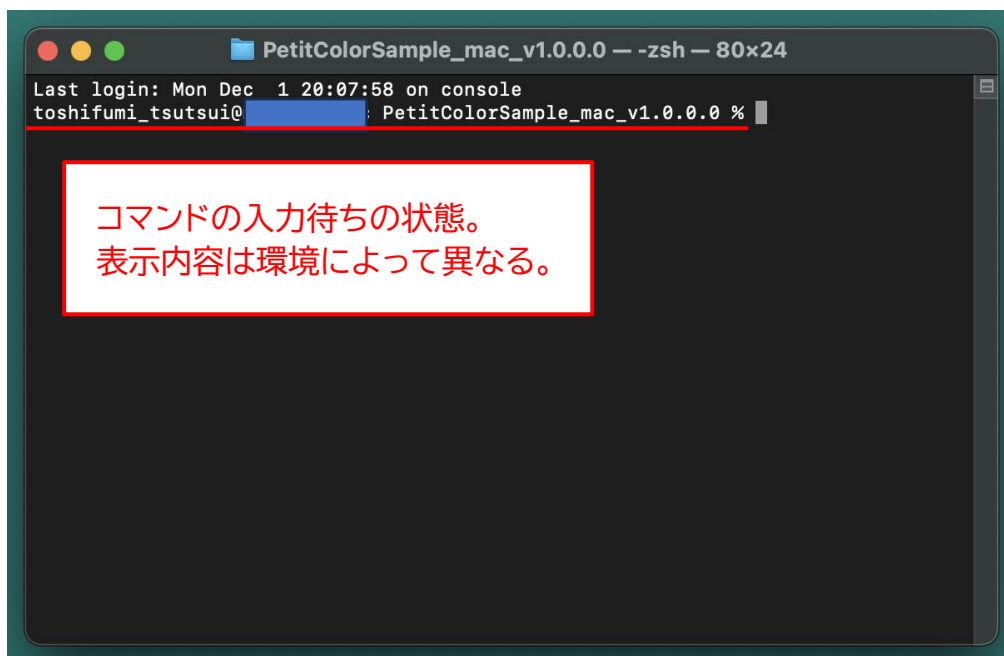 PetitColorSample_mac_v1.0.0.0 — -zsh — 80×24
Last login: Mon Dec  1 20:07:58 on console
toshifumi_tsutsui@ : PetitColorSample_mac_v1.0.0.0 %
コマンドの入力待ちの状態。
表示内容は環境によって異なる。